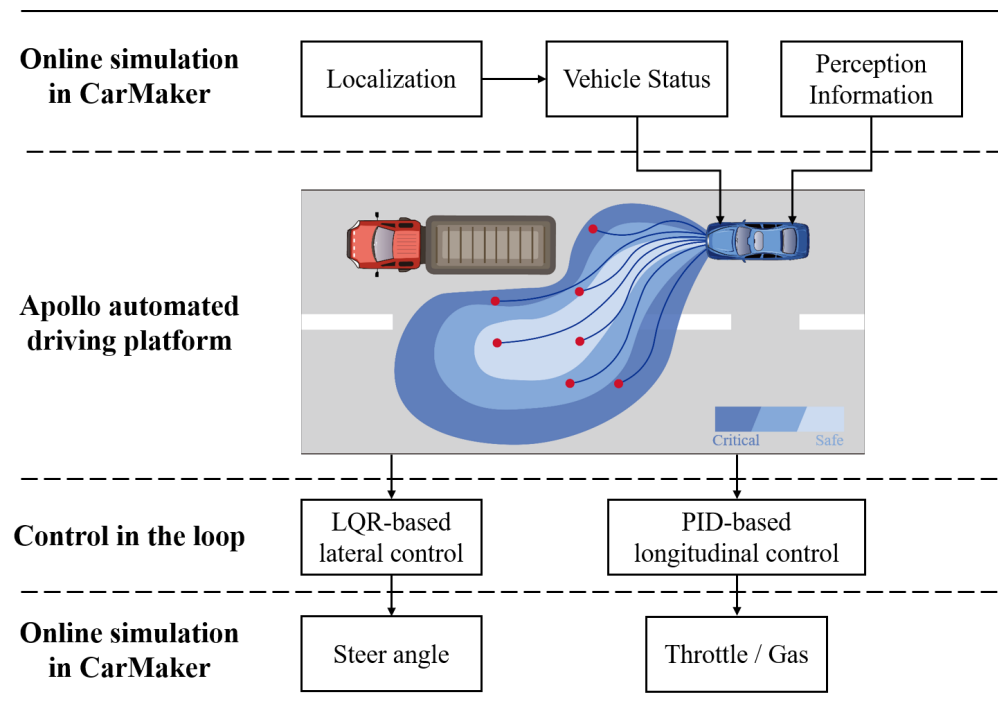 Online simulation
in CarMaker
Localization
Vehicle Status
Perception
Information
Apollo automated
driving platform
Critical
Safe
Control in the loop
LQR-based
lateral control
PID-based
longitudinal control
Online simulation
in CarMaker
Steer angle
Throttle / Gas